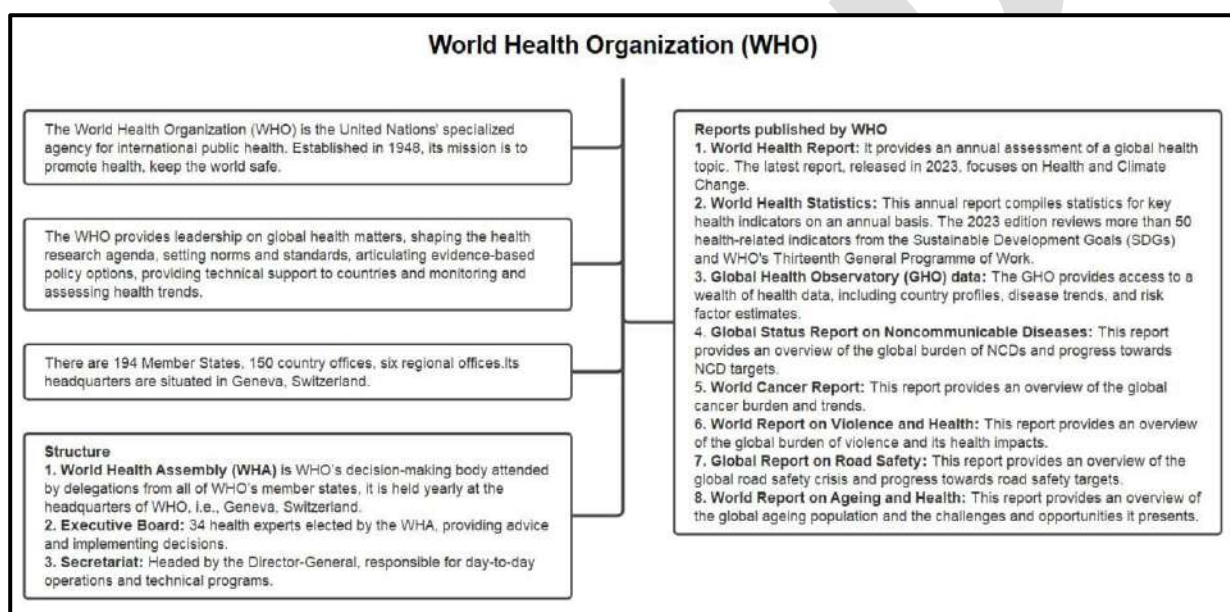 World Health Organization (WHO)
The World Health Organization (WHO) is the United Nations' specialized
agency for international public health. Established in 1948, its mission is to
promote health, keep the world safe.
The WHO provides leadership on global health matters, shaping the health
research agenda, setting norms and standards, articulating evidence-based
policy options, providing technical support to countries and monitoring and
assessing health trends.
There are 194 Member States, 150 country offices, six regional offices.Its
headquarters are situated in Geneva, Switzerland.
Structure
1. World Health Assembly (WHA) is WHO's decision-making body attended
by delegations from all of WHO's member states, it is held yearly at the
headquarters of WHO, i.e., Geneva, Switzerland.
2. Executive Board: 34 health experts elected by the WHA, providing advice
and implementing decisions.
3. Secretariat: Headed by the Director-General, responsible for day-to-day
operations and technical programs.
Reports published by WHO
1. World Health Report: It provides an annual assessment of a global health
topic. The latest report, released in 2023, focuses on Health and Climate
Change.
2. World Health Statistics: This annual report compiles statistics for key
health indicators on an annual basis. The 2023 edition reviews more than 50
health-related indicators from the Sustainable Development Goals (SDGs)
and WHO's Thirteenth General Programme of Work.
3. Global Health Observatory (GHO) data: The GHO provides access to a
wealth of health data, including country profiles, disease trends, and risk
factor estimates.
4. Global Status Report on Noncommunicable Diseases: This report
provides an overview of the global burden of NCDs and progress towards
NCD targets.
5. World Cancer Report: This report provides an overview of the global
cancer burden and trends.
6. World Report on Violence and Health: This report provides an overview
of the global burden of violence and its health impacts.
7. Global Report on Road Safety: This report provides an overview of the
global road safety crisis and progress towards road safety targets.
8. World Report on Ageing and Health: This report provides an overview of
the global ageing population and the challenges and opportunities it presents.